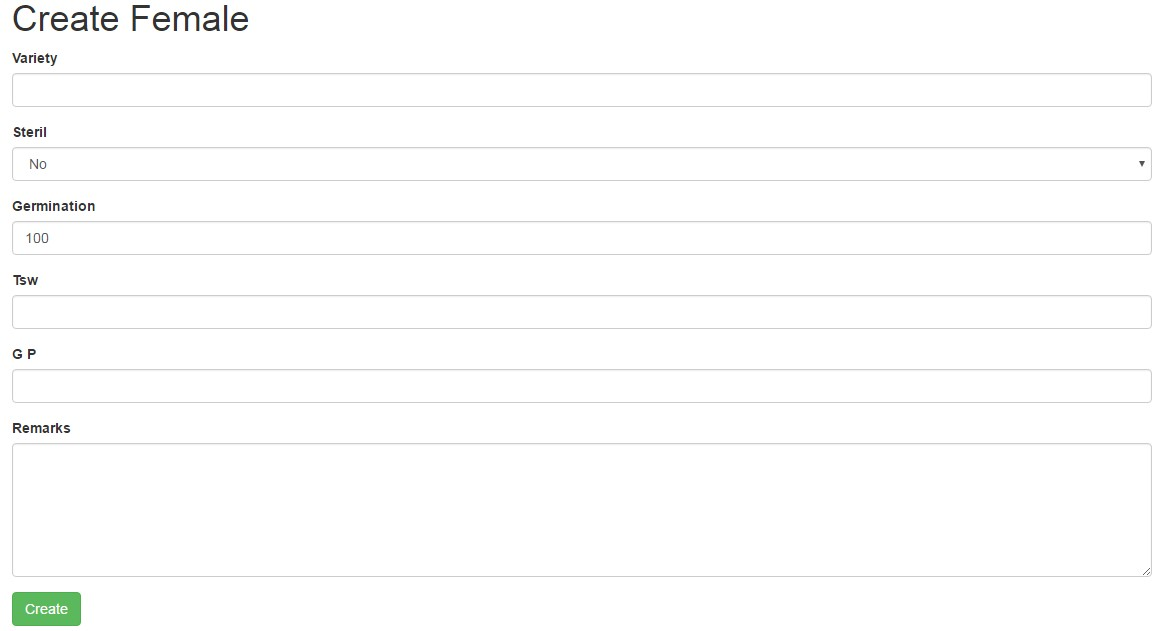 Create Female
Variety
Steril
No
Germination
100
Tsw
G P
Remarks
Create